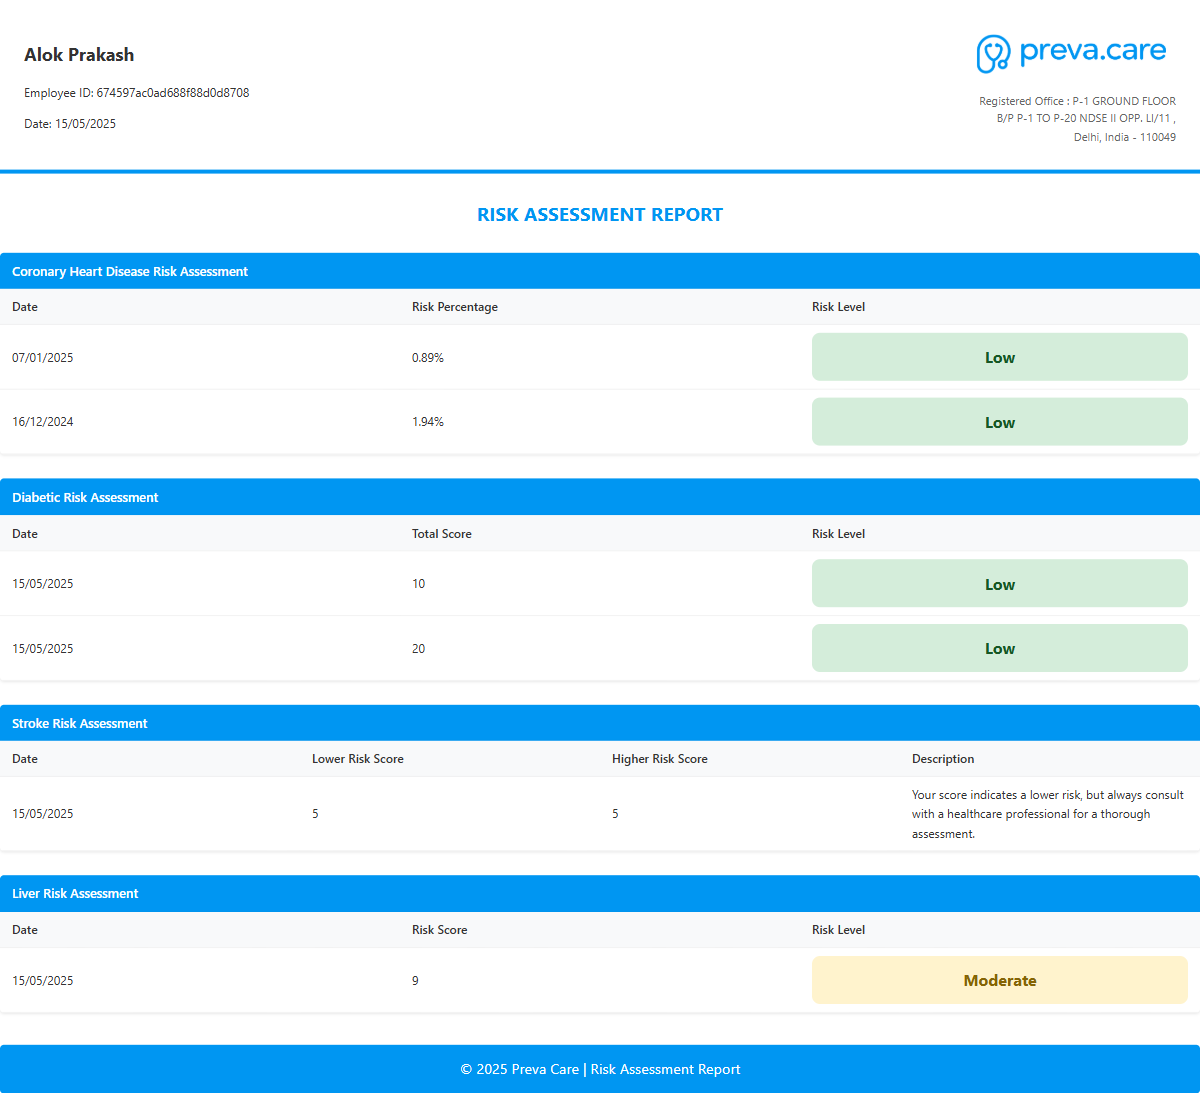 Alok Prakash
Employee ID: 674597ac0ad688f88d0d8708
Date: 15/05/2025
preva.care
Registered Office : P-1 GROUND FLOOR
B/P P-1 TO P-20 NDSE II OPP. LI/11 ,
Delhi, India - 110049
RISK ASSESSMENT REPORT
Coronary Heart Disease Risk Assessment
Date Risk Percentage Risk Level
07/01/2025 0.89% Low
16/12/2024 1.94% Low
Diabetic Risk Assessment
Date Total Score Risk Level
15/05/2025 10 Low
15/05/2025 20 Low
Stroke Risk Assessment
Date Lower Risk Score Higher Risk Score Description
15/05/2025 5 5 Your score indicates a lower risk, but always consult
with a healthcare professional for a thorough
assessment.
Liver Risk Assessment
Date Risk Score Risk Level
15/05/2025 9 Moderate
© 2025 Preva Care | Risk Assessment Report